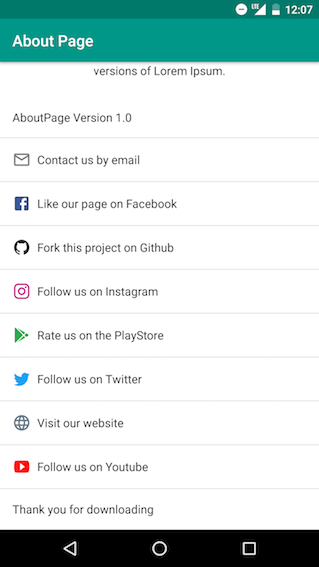 LTE 12:07
About Page
versions of Lorem Ipsum.
AboutPage Version 1.0
Contact us by email
Like our page on Facebook
Fork this project on Github
Follow us on Instagram
Rate us on the PlayStore
Follow us on Twitter
Visit our website
Follow us on Youtube
Thank you for downloading